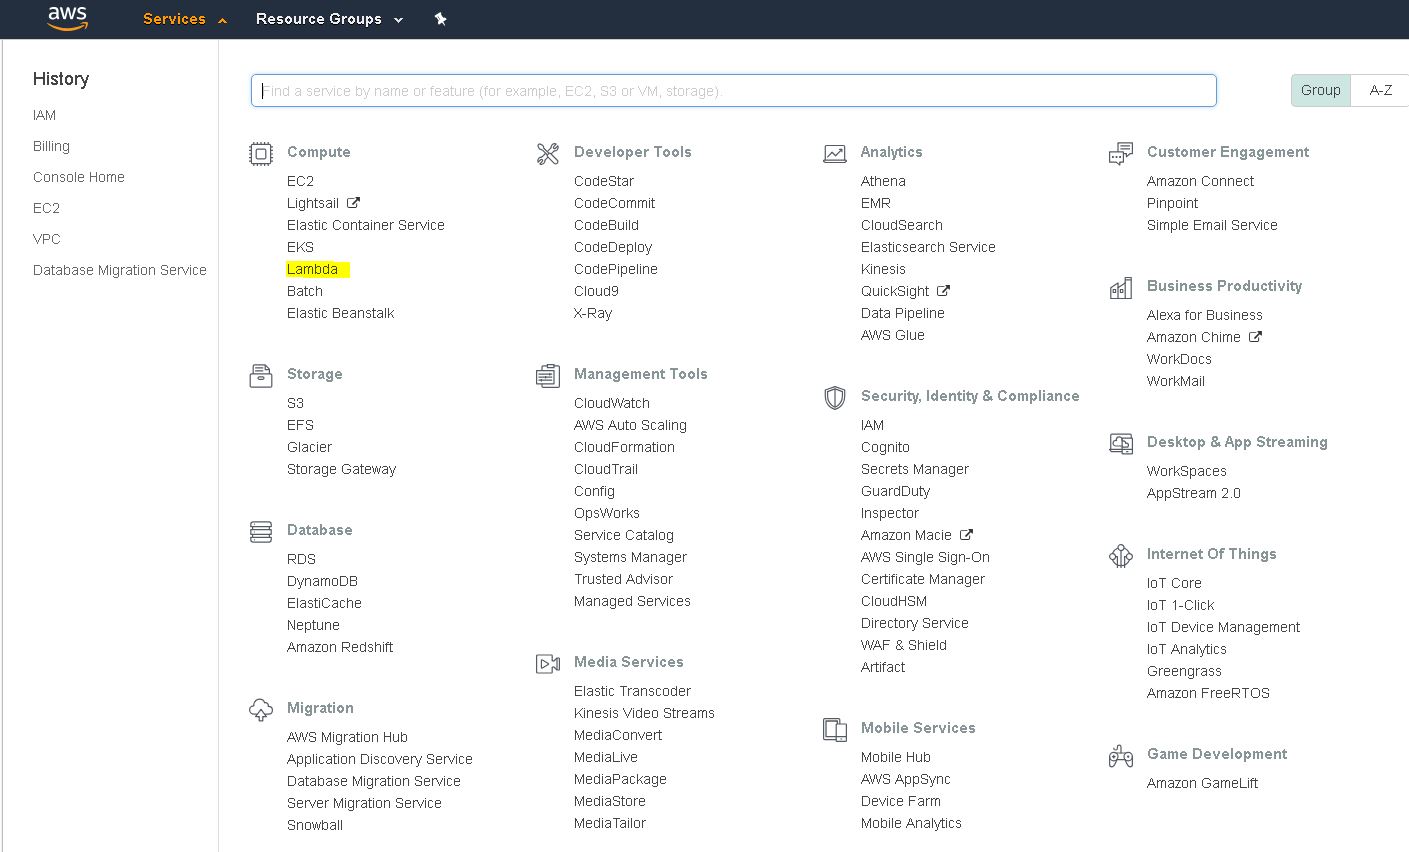 aws
Services
Resource Groups
History
IAM
Billing
Console Home
EC2
VPC
Database Migration Service
Find a service by name or feature (for example, EC2, S3 or VM, storage).
Group
A-Z
Compute
EC2
Lightsail
Elastic Container Service
EKS
Lambda
Batch
Elastic Beanstalk
Storage
S3
EFS
Glacier
Storage Gateway
Database
RDS
DynamoDB
ElastiCache
Neptune
Amazon Redshift
Migration
AWS Migration Hub
Application Discovery Service
Database Migration Service
Server Migration Service
Snowball
Developer Tools
CodeStar
CodeCommit
CodeBuild
CodeDeploy
CodePipeline
Cloud9
X-Ray
Management Tools
CloudWatch
AWS Auto Scaling
CloudFormation
CloudTrail
Config
OpsWorks
Service Catalog
Systems Manager
Trusted Advisor
Managed Services
Media Services
Elastic Transcoder
Kinesis Video Streams
MediaConvert
MediaLive
MediaPackage
MediaStore
MediaTailor
Analytics
Athena
EMR
CloudSearch
Elasticsearch Service
Kinesis
QuickSight
Data Pipeline
AWS Glue
Security, Identity & Compliance
IAM
Cognito
Secrets Manager
GuardDuty
Inspector
Amazon Macie
AWS Single Sign-On
Certificate Manager
CloudHSM
Directory Service
WAF & Shield
Artifact
Mobile Services
Mobile Hub
AWS AppSync
Device Farm
Mobile Analytics
Customer Engagement
Amazon Connect
Pinpoint
Simple Email Service
Business Productivity
Alexa for Business
Amazon Chime
WorkDocs
WorkMail
Desktop & App Streaming
WorkSpaces
AppStream 2.0
Internet Of Things
IoT Core
IoT 1-Click
IoT Device Management
IoT Analytics
Greengrass
Amazon FreeRTOS
Game Development
Amazon GameLift